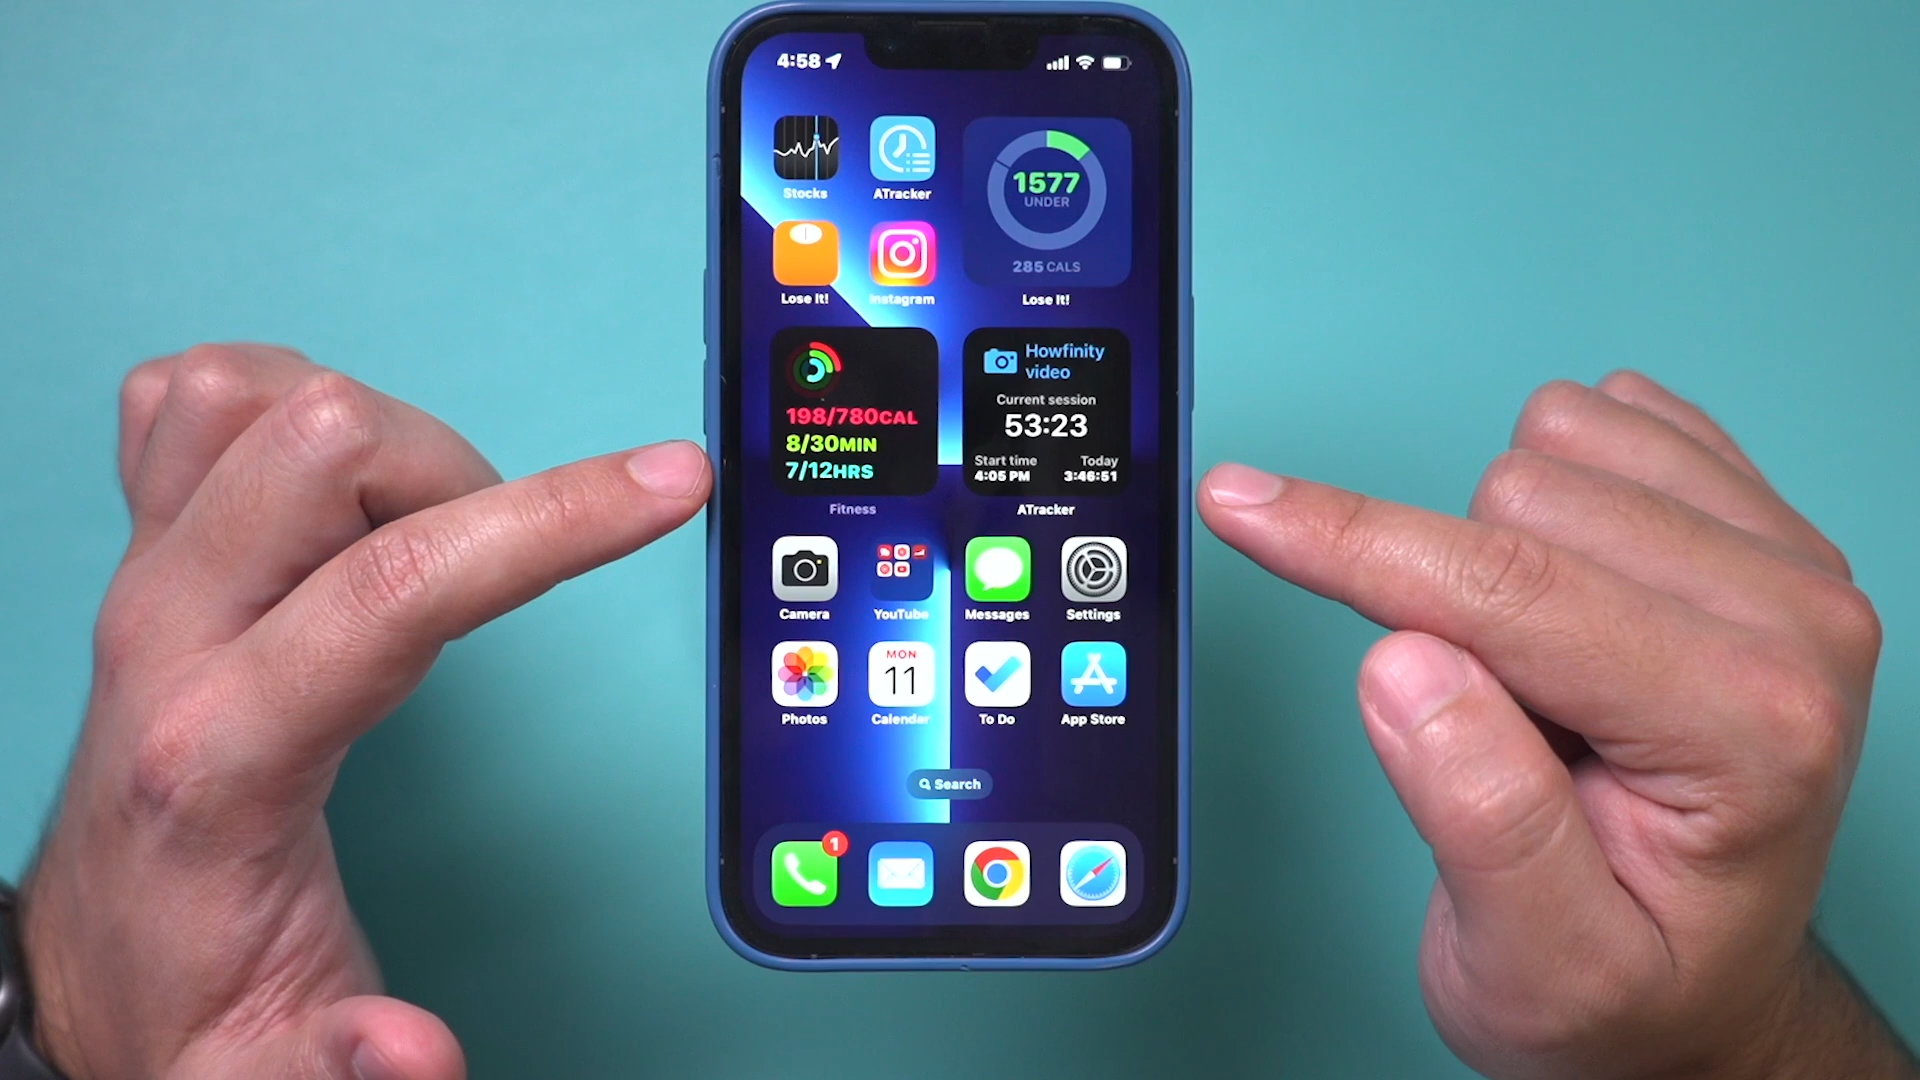 4:58
1577
UNDER
285 CALS
Stocks
ATracker
Lose It!
Instagram
Lose It!
198/780CAL
8/30MIN
7/12HRS
Fitness
Howfinity
video
Current session
53:23
Start time
Today
4:05 PM
3:46:51
ATracker
Camera
YouTube
Messages
Settings
MON
11
Photos
Calendar
To Do
App Store
Search
1